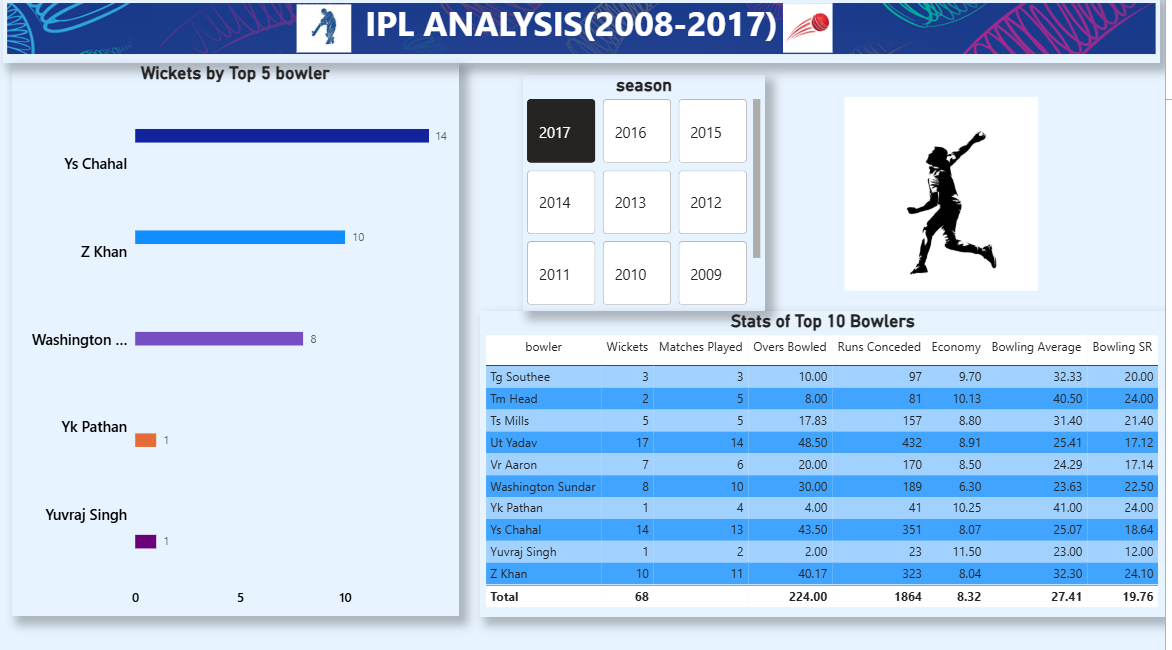 IPL ANALYSIS(2008-2017)
Wickets by Top 5 bowler
Ys Chahal 14
Z Khan 10
Washington ... 8
Yk Pathan 1
Yuvraj Singh 1
0 5 10
season
2017 2016 2015
2014 2013 2012
2011 2010 2009
Stats of Top 10 Bowlers
bowler Wickets Matches Played Overs Bowled Runs Conceded Economy Bowling Average Bowling SR
Tg Southee 3 3 10.00 97 9.70 32.33 20.00
Tm Head 2 5 8.00 81 10.13 40.50 24.00
Ts Mills 5 5 17.83 157 8.80 31.40 21.40
Ut Yadav 17 14 48.50 432 8.91 25.41 17.12
Vr Aaron 7 6 20.00 170 8.50 24.29 17.14
Washington Sundar 8 10 30.00 189 6.30 23.63 22.50
Yk Pathan 1 4 4.00 41 10.25 41.00 24.00
Ys Chahal 14 13 43.50 351 8.07 25.07 18.64
Yuvraj Singh 1 2 2.00 23 11.50 23.00 12.00
Z Khan 10 11 40.17 323 8.04 32.30 24.10
Total 68 224.00 1864 8.32 27.41 19.76